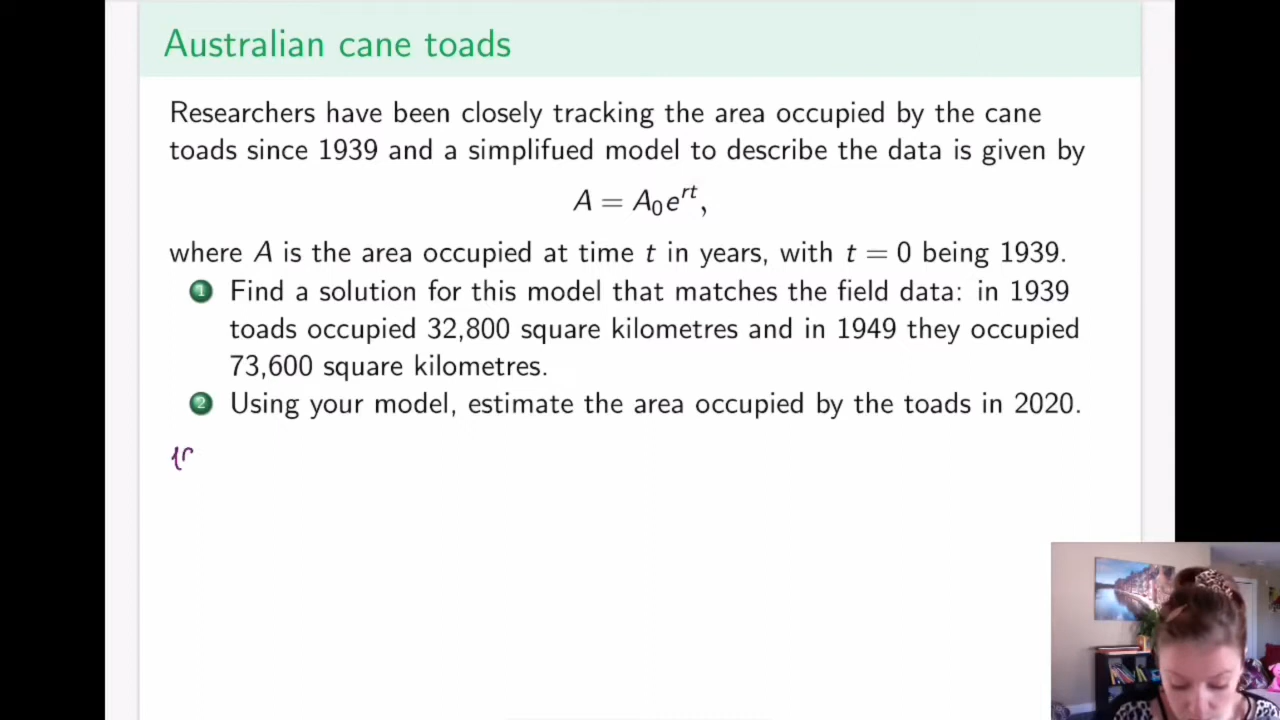 Australian cane toads
Researchers have been closely tracking the area occupied by the cane
toads since 1939 and a simplifued model to describe the data is given by
A = A₀e^{rt},
where A is the area occupied at time t in years, with t = 0 being 1939.
1 Find a solution for this model that matches the field data: in 1939
toads occupied 32,800 square kilometres and in 1949 they occupied
73,600 square kilometres.
2 Using your model, estimate the area occupied by the toads in 2020.